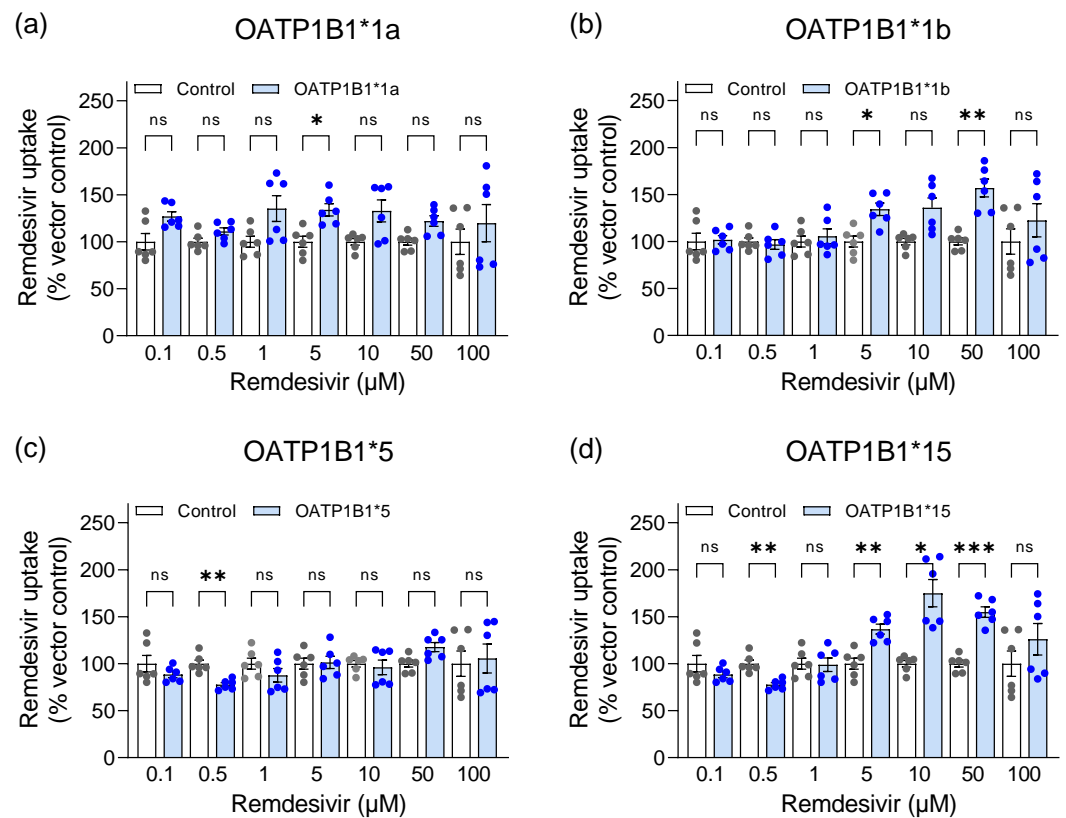 (a) OATP1B1*1a
Control OATP1B1*1a
ns ns ns * ns ns ns
250
200
150
100
50
0
Remdesivir uptake
(% vector control)
0.1 0.5 1 5 10 50 100
Remdesivir (µM)
(b) OATP1B1*1b
Control OATP1B1*1b
ns ns ns * ns ** ns
250
200
150
100
50
0
Remdesivir uptake
(% vector control)
0.1 0.5 1 5 10 50 100
Remdesivir (µM)
(c) OATP1B1*5
Control OATP1B1*5
ns ** ns ns ns ns ns
250
200
150
100
50
0
Remdesivir uptake
(% vector control)
0.1 0.5 1 5 10 50 100
Remdesivir (µM)
(d) OATP1B1*15
Control OATP1B1*15
ns ** ns ** * *** ns
250
200
150
100
50
0
Remdesivir uptake
(% vector control)
0.1 0.5 1 5 10 50 100
Remdesivir (µM)